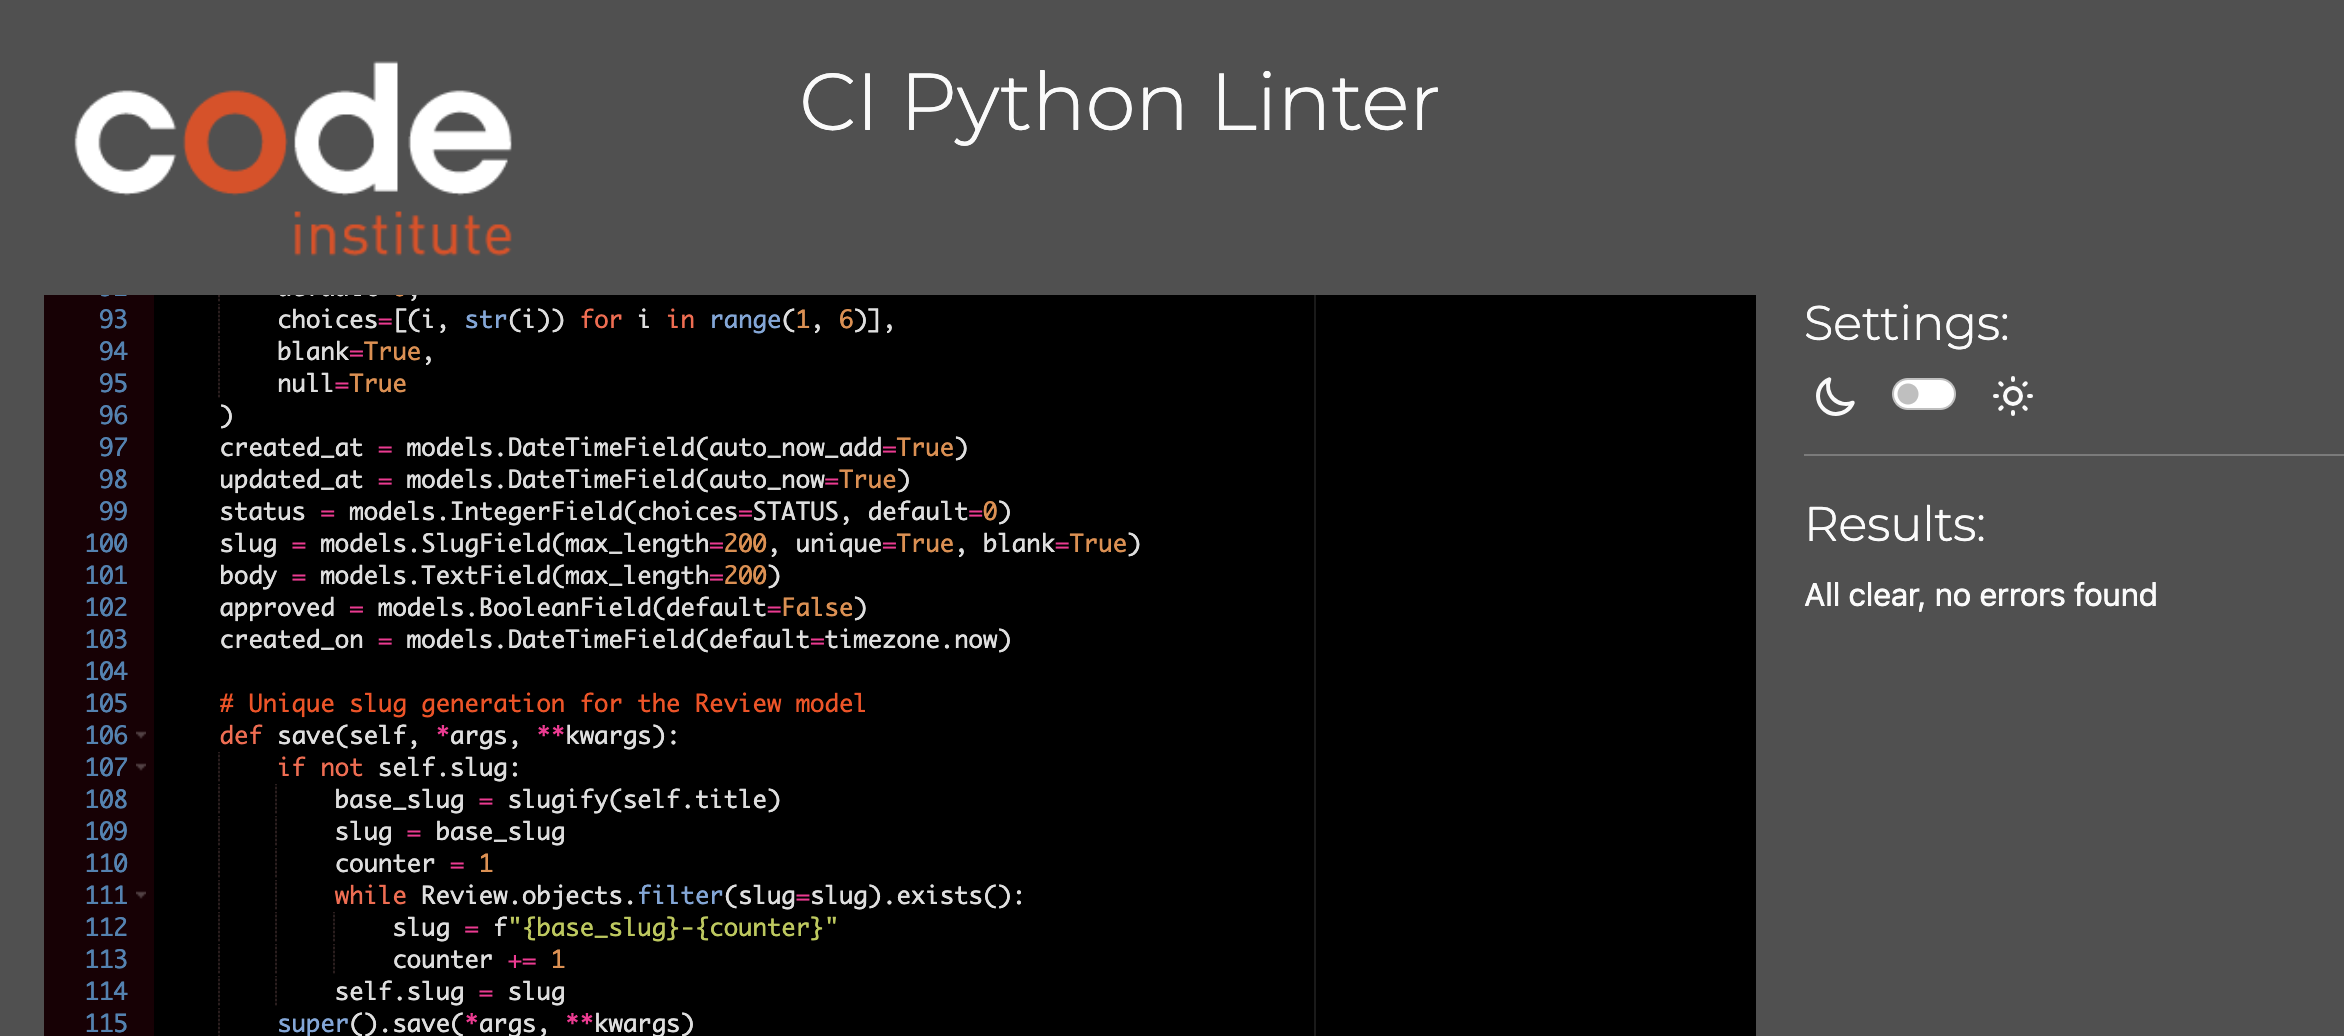 code
institute
CI Python Linter
93 choices=[(i, str(i)) for i in range(1, 6)],
94 blank=True,
95 null=True
96 )
97 created_at = models.DateTimeField(auto_now_add=True)
98 updated_at = models.DateTimeField(auto_now=True)
99 status = models.IntegerField(choices=STATUS, default=0)
100 slug = models.SlugField(max_length=200, unique=True, blank=True)
101 body = models.TextField(max_length=200)
102 approved = models.BooleanField(default=False)
103 created_on = models.DateTimeField(default=timezone.now)
104
105 # Unique slug generation for the Review model
106 def save(self, *args, **kwargs):
107 if not self.slug:
108 base_slug = slugify(self.title)
109 slug = base_slug
110 counter = 1
111 while Review.objects.filter(slug=slug).exists():
112 slug = f"{base_slug}-{counter}"
113 counter += 1
114 self.slug = slug
115 super().save(*args, **kwargs)
Settings:
Results:
All clear, no errors found